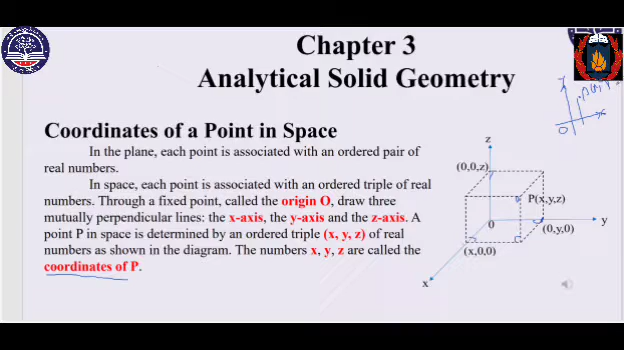 Chapter 3
Analytical Solid Geometry
Coordinates of a Point in Space
In the plane, each point is associated with an ordered pair of
real numbers.
In space, each point is associated with an ordered triple of real
numbers. Through a fixed point, called the origin O, draw three
mutually perpendicular lines: the x-axis, the y-axis and the z-axis. A
point P in space is determined by an ordered triple (x, y, z) of real
numbers as shown in the diagram. The numbers x, y, z are called the
coordinates of P.
z
(0,0,z)
P(x,y,z)
0
y
(0,y,0)
(x,0,0)
x